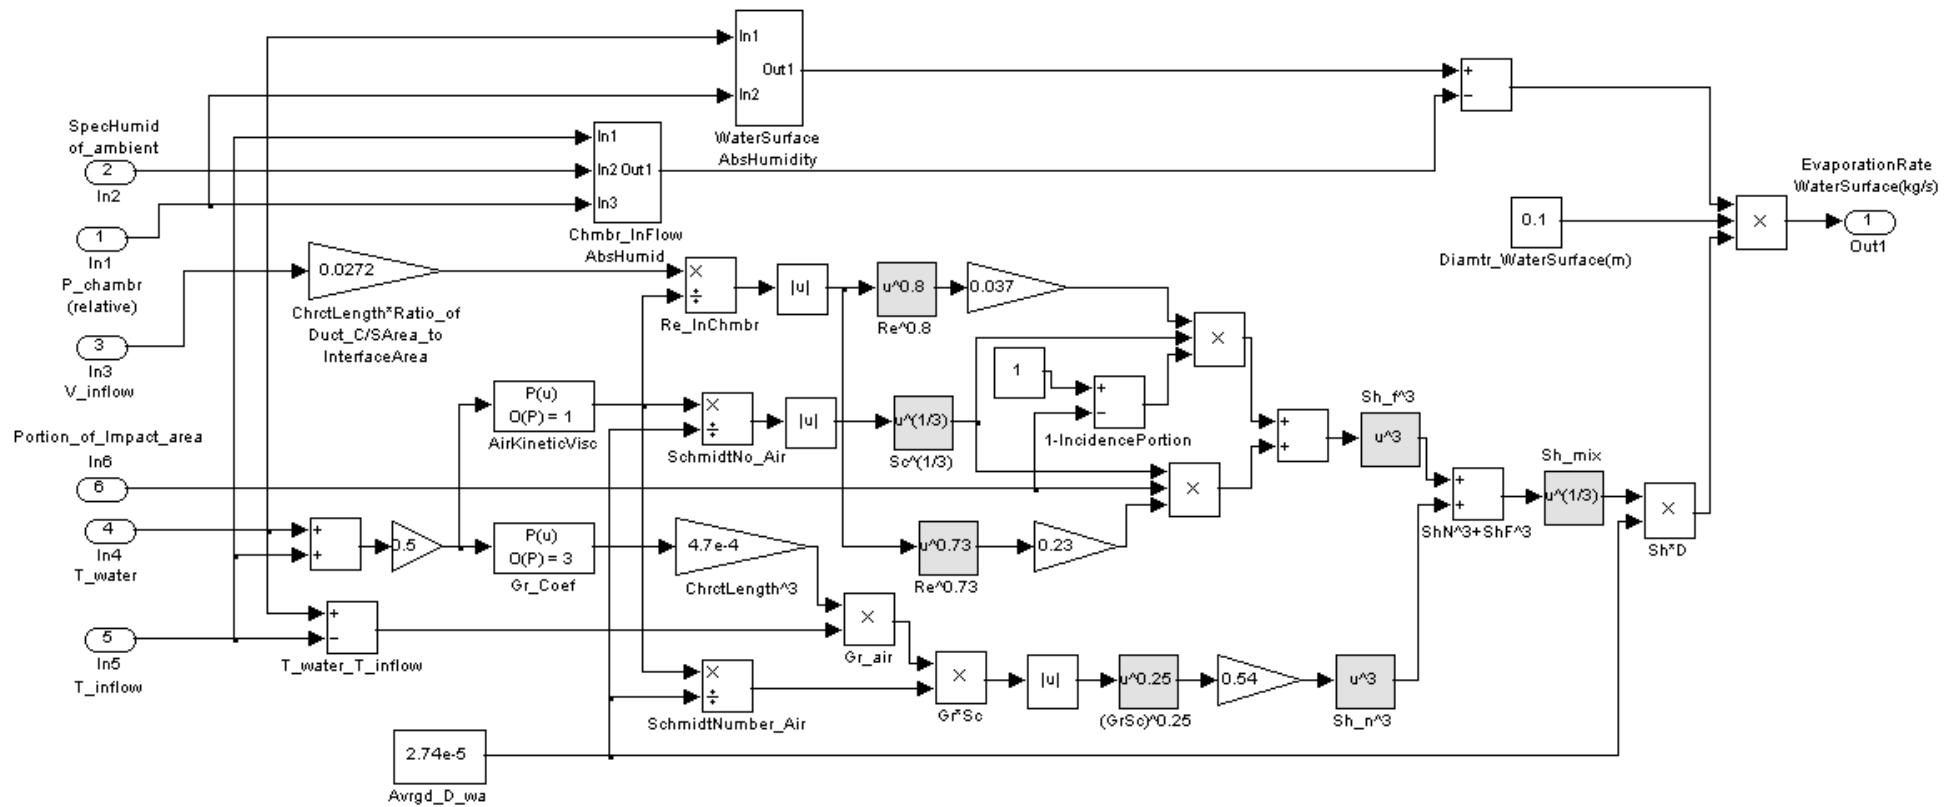 In1
Out1
In2
WaterSurface
AbsHumidity
+
−
SpecHumid
of_ambient
2
In2
In1
In2 Out1
In3
Chmbr_InFlow
AbsHumid
1
In1
P_chambr
(relative)
EvaporationRate
WaterSurface(kg/s)
×
1
Out1
0.1
Diamtr_WaterSurface(m)
0.0272
ChrctLength*Ratio_of
Duct_C/SArea_to
InterfaceArea
×
÷
Re_InChmbr
|u|
u^0.8
Re^0.8
0.037
×
3
In3
V_inflow
1
+
−
1-IncidencePortion
P(u)
O(P) = 1
AirKineticVisc
×
÷
SchmidtNo_Air
|u|
u^(1/3)
Sc^(1/3)
+
+
Sh_f^3
u^3
Portion_of_Impact_area
In6
6
×
+
+
ShN^3+ShF^3
Sh_mix
u^(1/3)
×
Sh*D
4
In4
T_water
+
+
0.5
P(u)
O(P) = 3
Gr_Coef
4.7e-4
ChrctLength^3
u^0.73
Re^0.73
0.23
5
In5
T_inflow
+
−
T_water_T_inflow
×
Gr_air
×
÷
SchmidtNumber_Air
×
Gr*Sc
|u|
u^0.25
(GrSc)^0.25
0.54
u^3
Sh_n^3
2.74e-5
Avrgd_D_wa